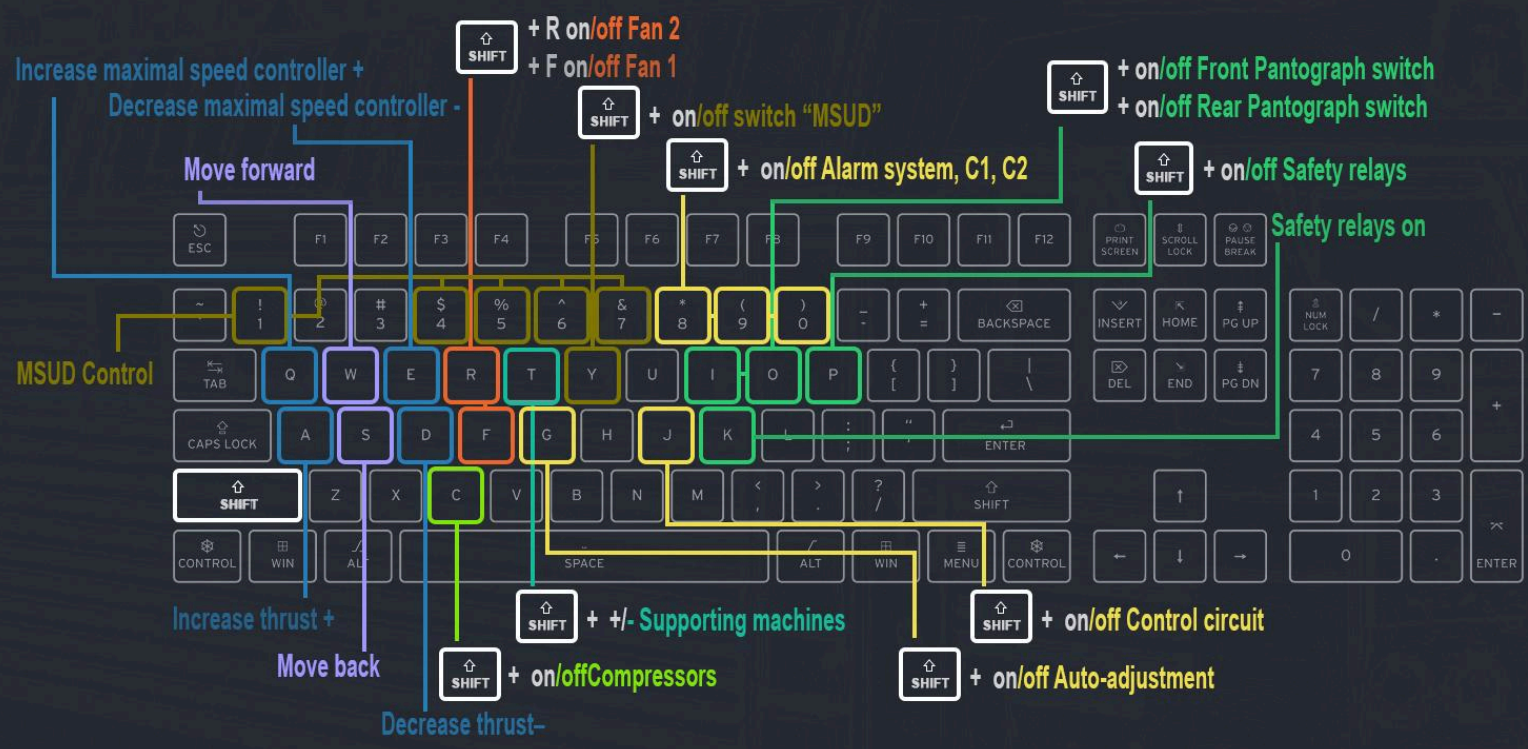 SHIFT
+ R on/off Fan 2
+ F on/off Fan 1
Increase maximal speed controller +
Decrease maximal speed controller -
SHIFT
+ on/off switch “MSUD”
SHIFT
+ on/off Front Pantograph switch
+ on/off Rear Pantograph switch
Move forward
SHIFT
+ on/off Alarm system, C1, C2
SHIFT
+ on/off Safety relays
Safety relays on
ESC F1 F2 F3 F4 F5 F6 F7 F8 F9 F10 F11 F12
PRINT SCREEN
SCROLL LOCK
PAUSE BREAK
~ ! @ # $ % ^ & * ( ) _ +
1 2 3 4 5 6 7 8 9 0 - = BACKSPACE
INSERT HOME PG UP
NUM LOCK / * -
MSUD Control
TAB Q W E R T Y U I O P { [ } ] | \
DEL END PG DN
7 8 9 +
CAPS LOCK A S D F G H J K L : ; “ ENTER
4 5 6
SHIFT Z X C V B N M < , > . ? / SHIFT
↑
1 2 3 ENTER
CONTROL WIN ALT SPACE ALT WIN MENU CONTROL
← ↓ →
0 .
Increase thrust +
SHIFT
+ +/- Supporting machines
SHIFT
+ on/off Control circuit
Move back
SHIFT
+ on/offCompressors
SHIFT
+ on/off Auto-adjustment
Decrease thrust–